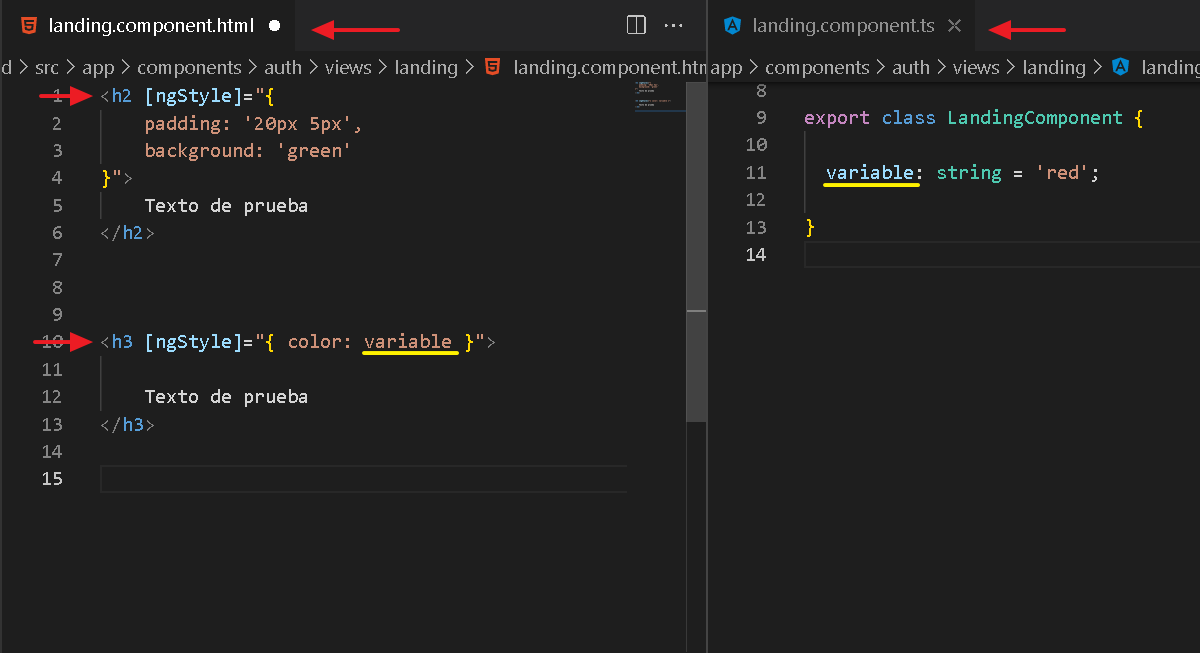 landing.component.html
d > src > app > components > auth > views > landing > landing.component.htm
1 <h2 [ngStyle]="{
2 padding: '20px 5px',
3 background: 'green'
4 }">
5 Texto de prueba
6 </h2>
7
8
9
10 <h3 [ngStyle]="{ color: variable }">
11
12 Texto de prueba
13 </h3>
14
15
landing.component.ts
app > components > auth > views > landing > landing
8
9 export class LandingComponent {
10
11 variable: string = 'red';
12
13 }
14